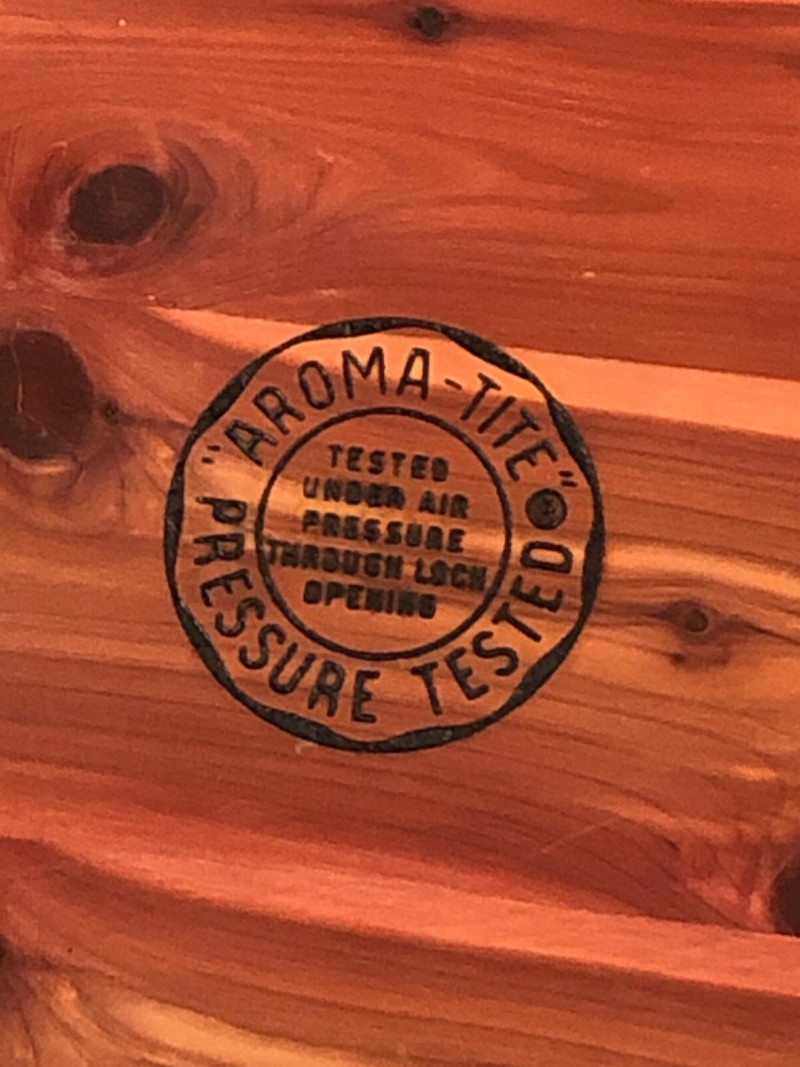 "AROMA-TITE"®
TESTED
UNDER AIR
PRESSURE
THROUGH LOCK
OPENING
PRESSURE TESTED